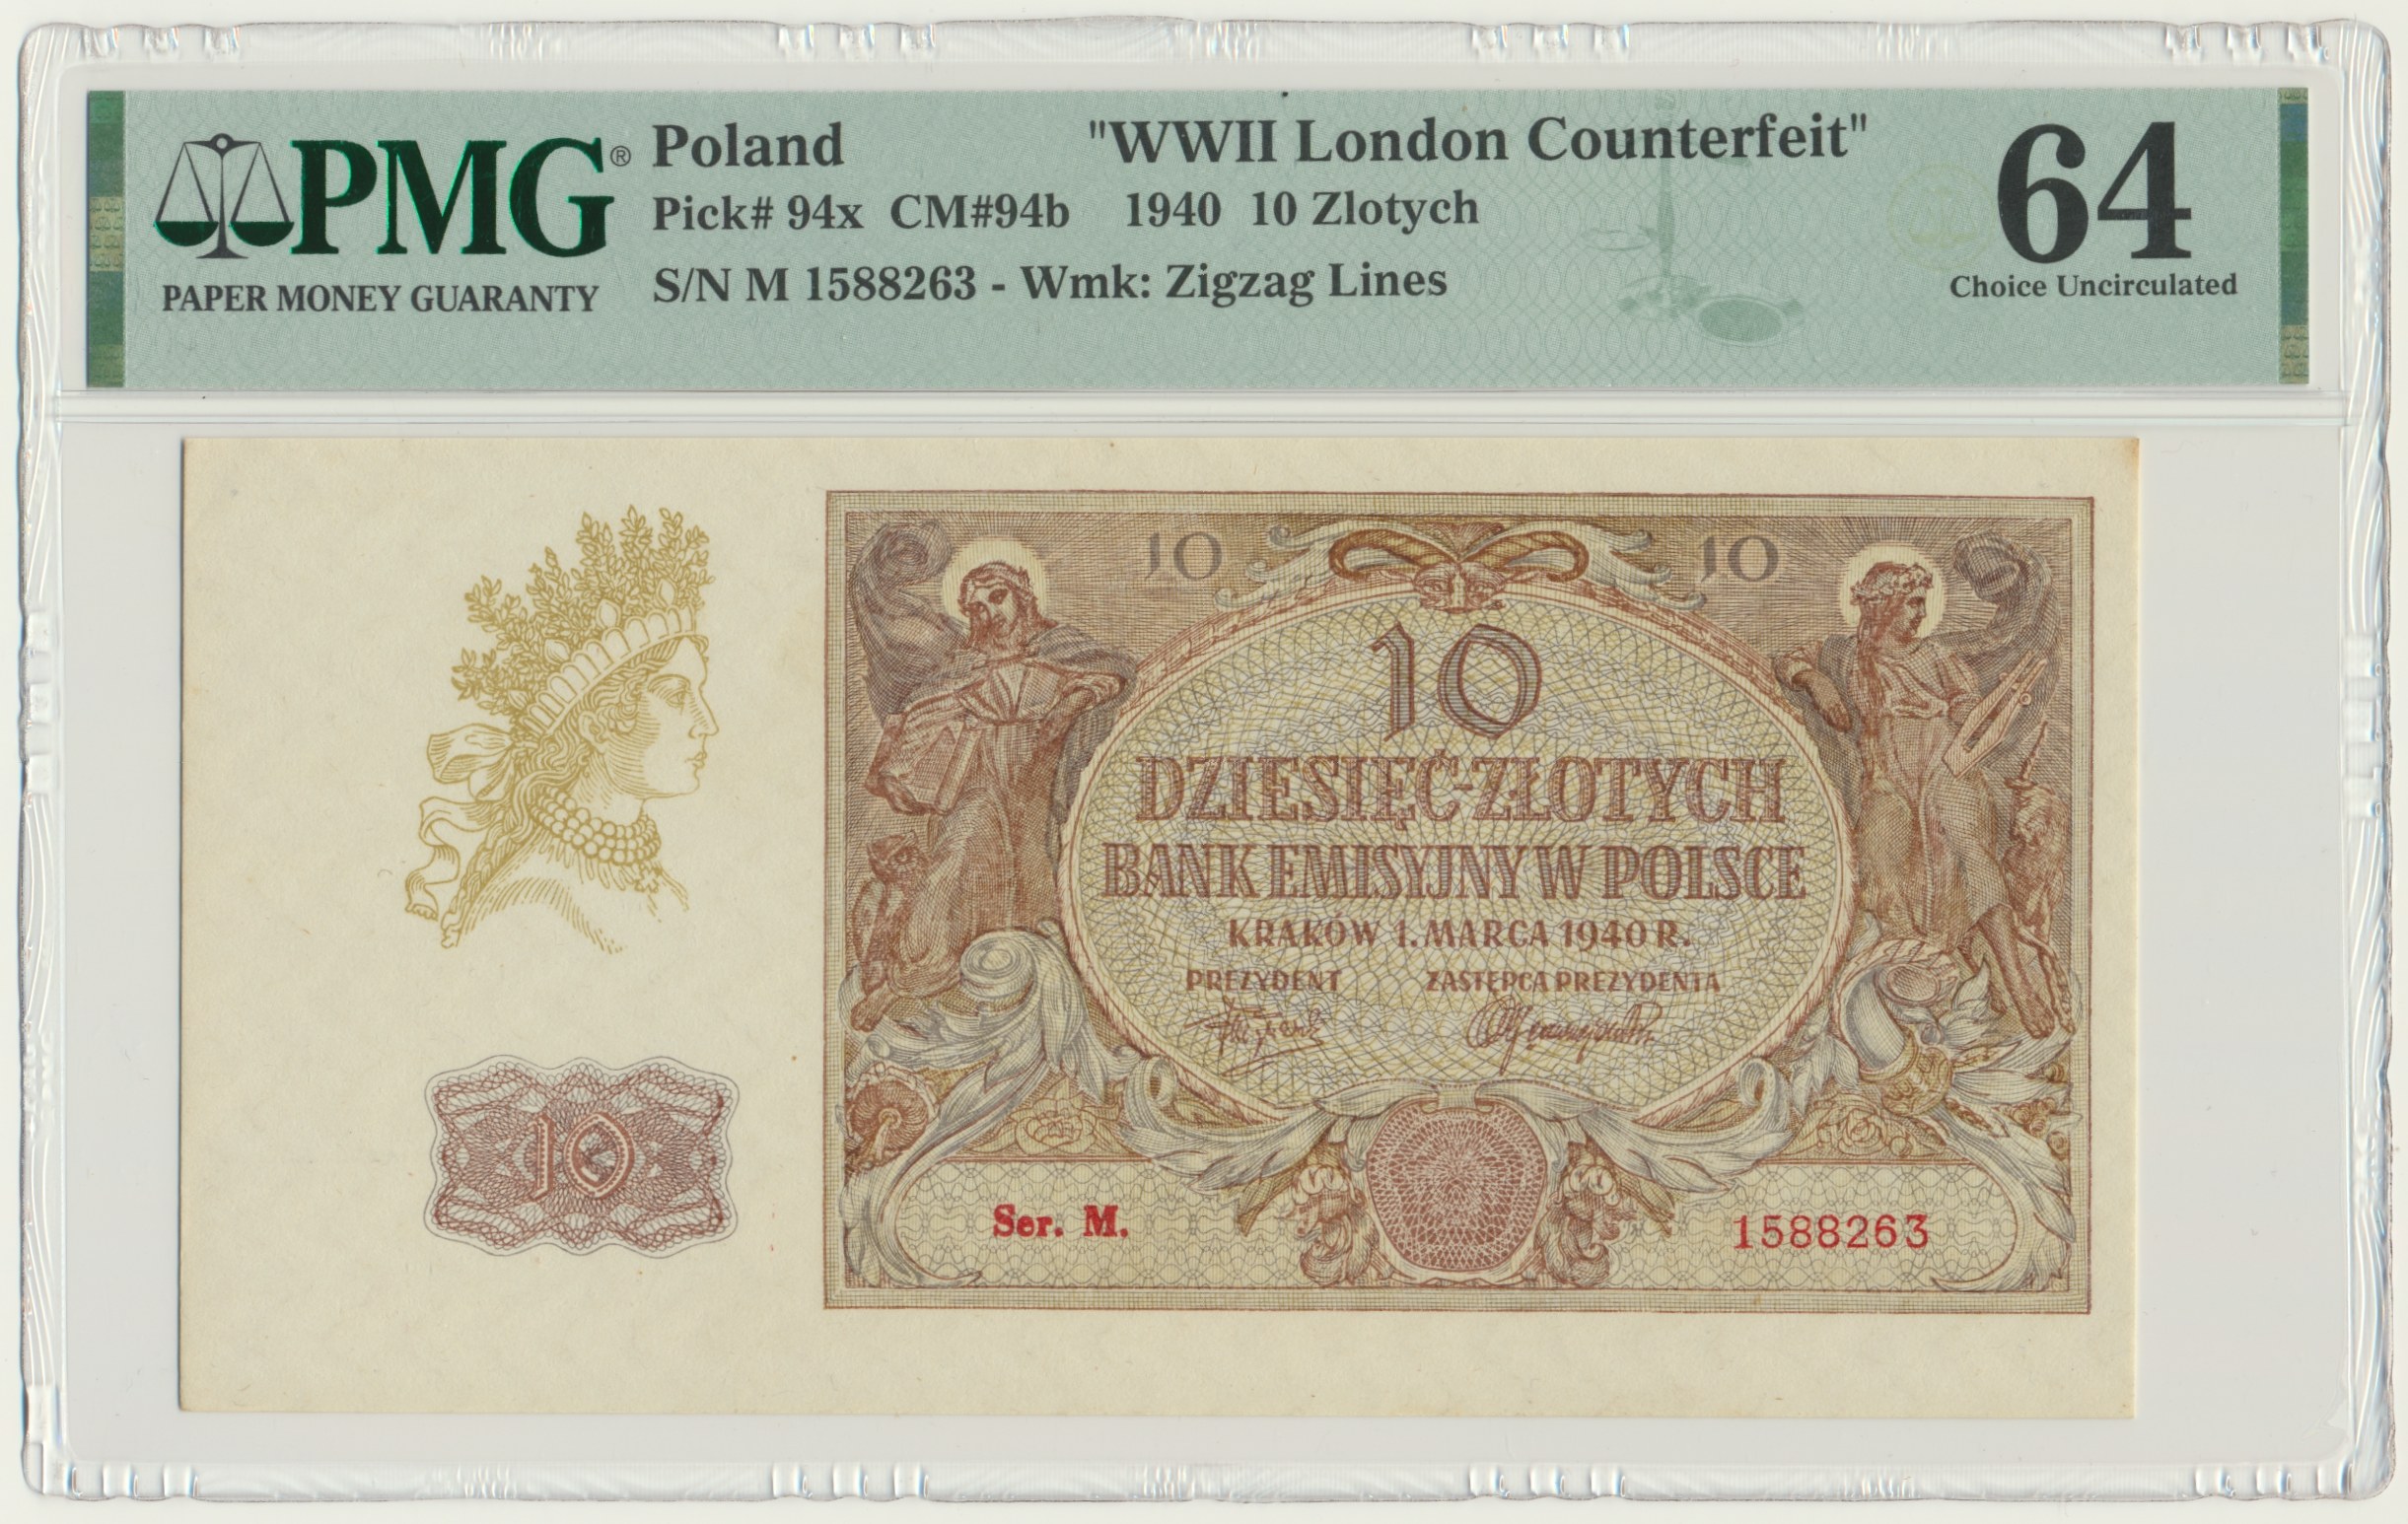 PMG®
PAPER MONEY GUARANTY
Poland "WWII London Counterfeit"
Pick# 94x CM#94b 1940 10 Zlotych
S/N M 1588263 - Wmk: Zigzag Lines
64
Choice Uncirculated
10 10
10
DZIESIĘĆ-ZŁOTYCH
BANK EMISYJNY W POLSCE
KRAKÓW 1. MARCA 1940 R.
PREZYDENT ZASTĘPCA PREZYDENTA
10
Ser. M. 1588263